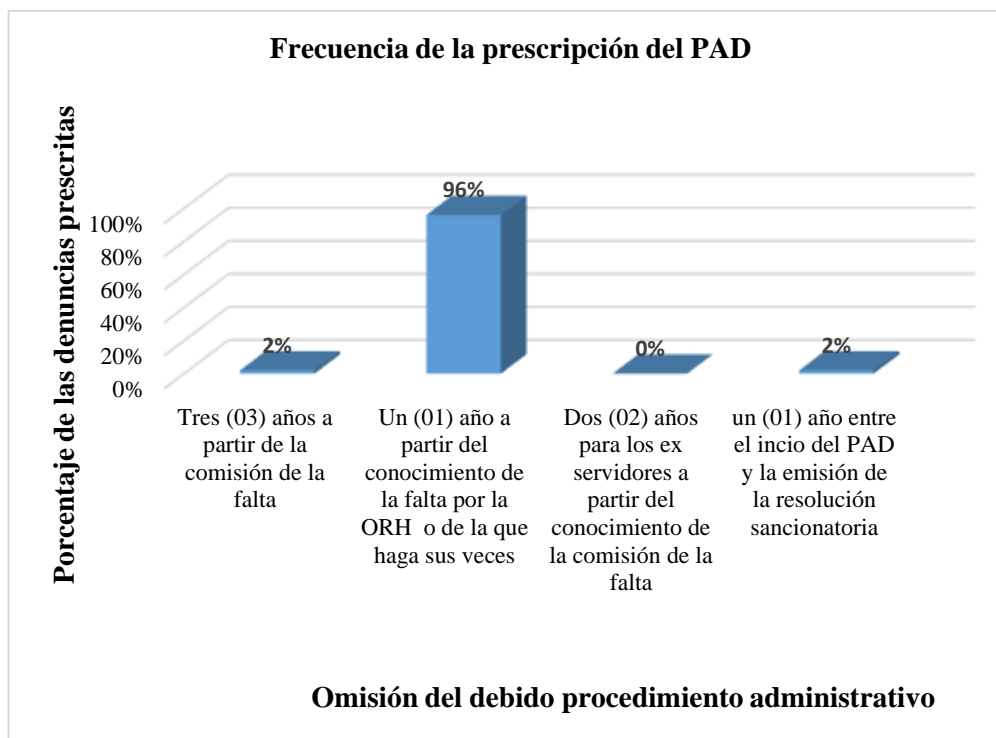 Frecuencia de la prescripción del PAD
Porcentaje de las denuncias prescritas
100%
80%
60%
40%
20%
0%
2%
96%
0%
2%
Tres (03) años a
partir de la
comisión de la
falta
Un (01) año a
partir del
conocimiento de
la falta por la
ORH o de la que
haga sus veces
Dos (02) años
para los ex
servidores a
partir del
conocimiento de
la comisión de la
falta
un (01) año entre
el incio del PAD
y la emisión de
la resolución
sancionatoria
Omisión del debido procedimiento administrativo